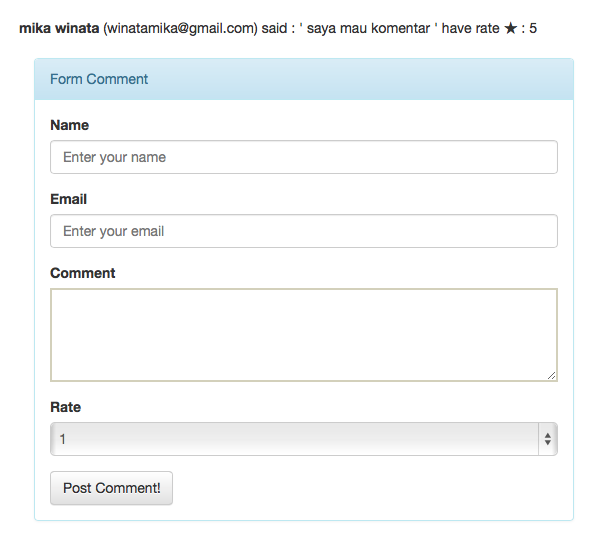 mika winata (winatamika@gmail.com) said : ' saya mau komentar ' have rate ★ : 5
Form Comment
Name
Enter your name
Email
Enter your email
Comment
Rate
1
Post Comment!